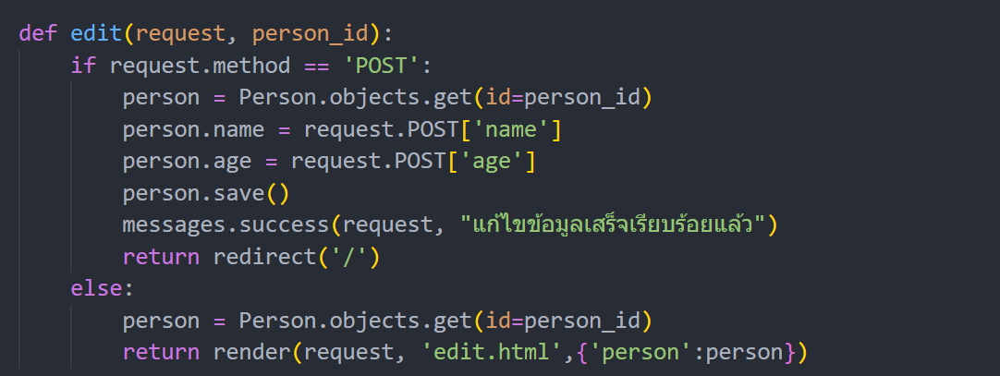 def edit(request, person_id):
    if request.method == 'POST':
        person = Person.objects.get(id=person_id)
        person.name = request.POST['name']
        person.age = request.POST['age']
        person.save()
        messages.success(request, "แก้ไขข้อมูลเสร็จเรียบร้อยแล้ว")
        return redirect('/')
    else:
        person = Person.objects.get(id=person_id)
        return render(request, 'edit.html',{'person':person})